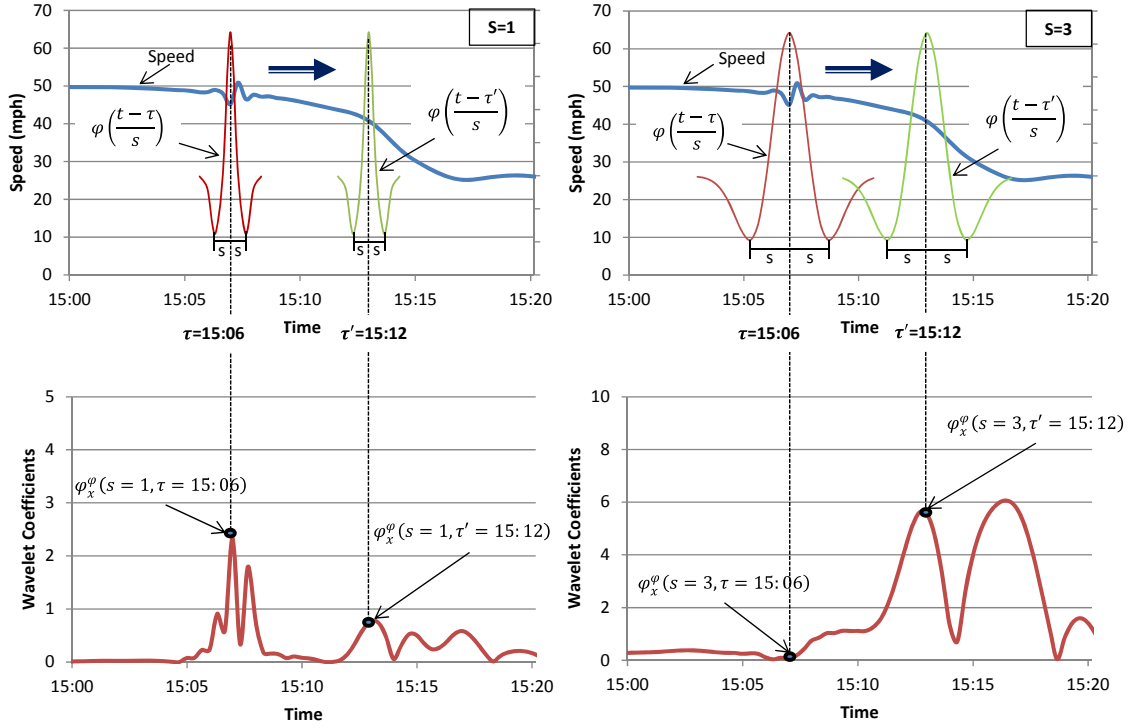 S=1
70
60
50
40
30
20
10
0
Speed (mph)
Speed
φ((t − τ)/s)
φ((t − τ′)/s)
s s
15:00 15:05 15:10 15:15 15:20
Time
τ=15:06 τ′=15:12
S=3
70
60
50
40
30
20
10
0
Speed (mph)
Speed
φ((t − τ)/s)
φ((t − τ′)/s)
s s s s
15:00 15:05 15:10 15:15 15:20
Time
τ=15:06 τ′=15:12
5
4
3
2
1
0
Wavelet Coefficients
φ_x^φ(s = 1, τ = 15:06)
φ_x^φ(s = 1, τ′ = 15:12)
15:00 15:05 15:10 15:15 15:20
Time
10
8
6
4
2
0
Wavelet Coefficients
φ_x^φ(s = 3, τ′ = 15:12)
φ_x^φ(s = 3, τ = 15:06)
15:00 15:05 15:10 15:15 15:20
Time